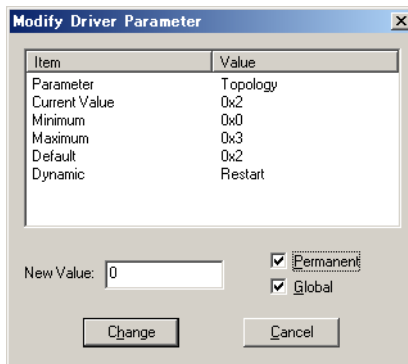 Modify Driver Parameter
Item Value
Parameter Topology
Current Value 0x2
Minimum 0x0
Maximum 0x3
Default 0x2
Dynamic Restart
New Value: 0
Permanent
Global
Change Cancel